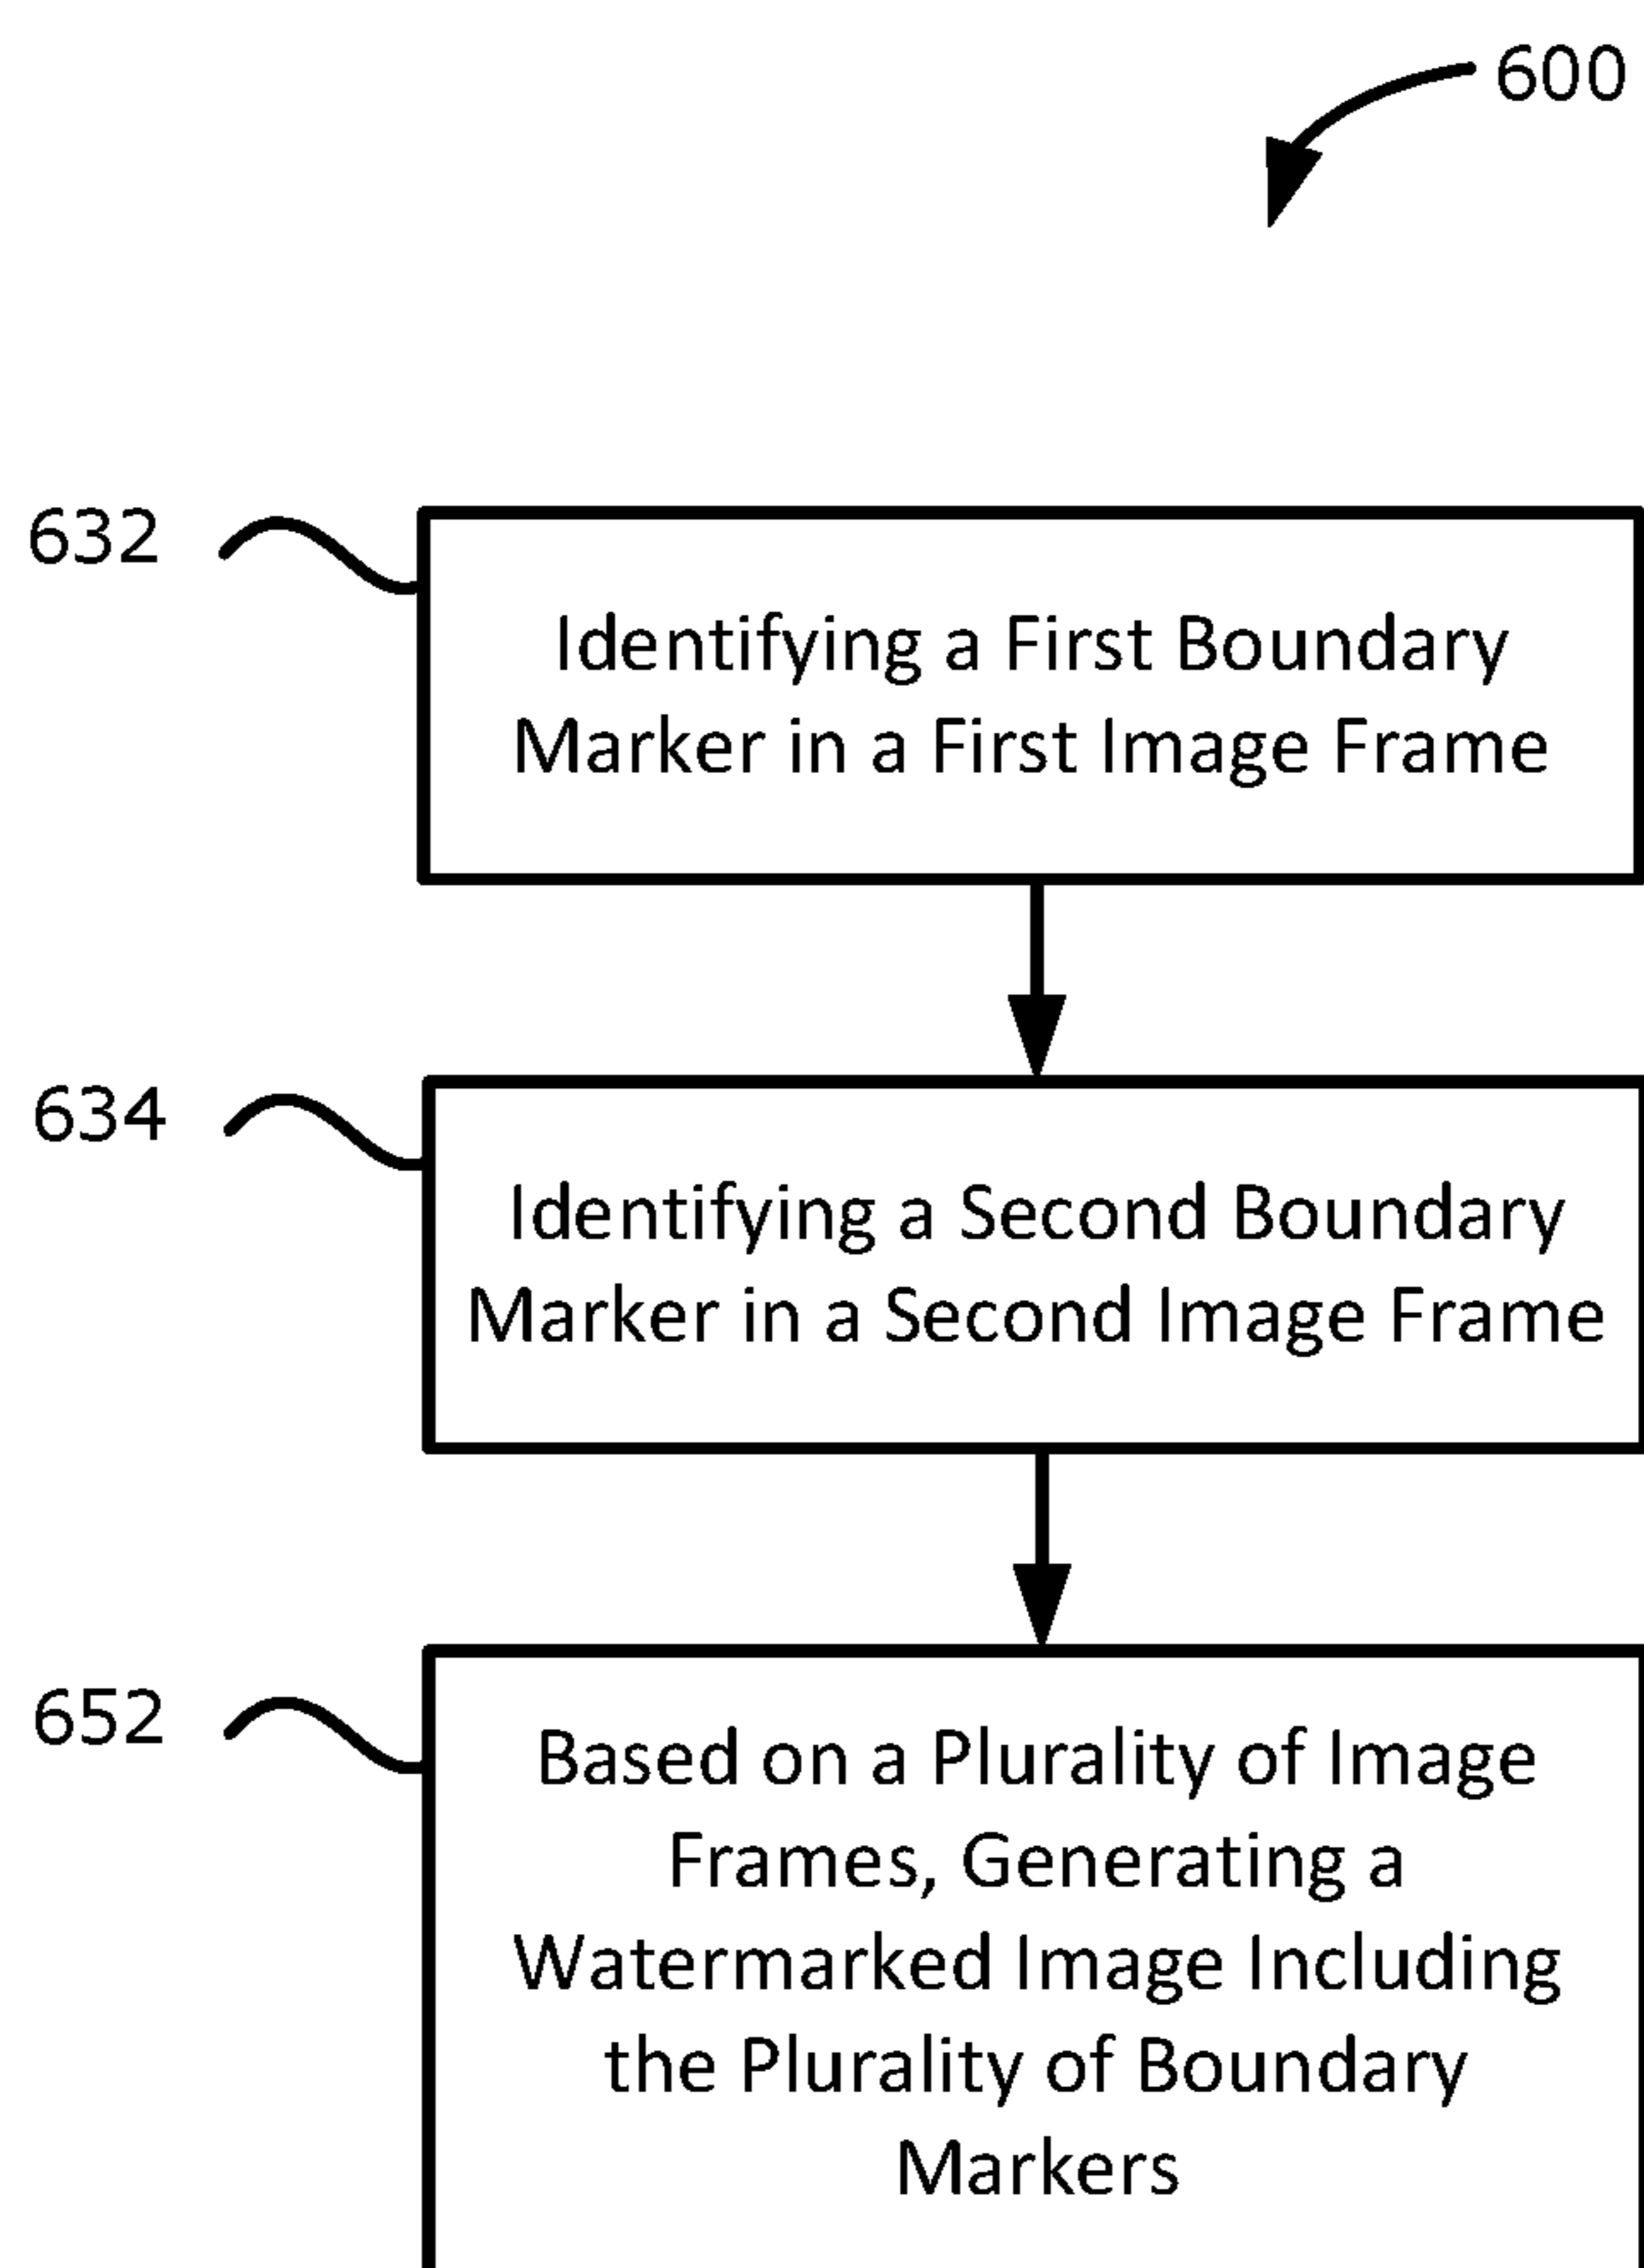 600
632
Identifying a First Boundary
Marker in a First Image Frame
634
Identifying a Second Boundary
Marker in a Second Image Frame
652
Based on a Plurality of Image
Frames, Generating a
Watermarked Image Including
the Plurality of Boundary
Markers